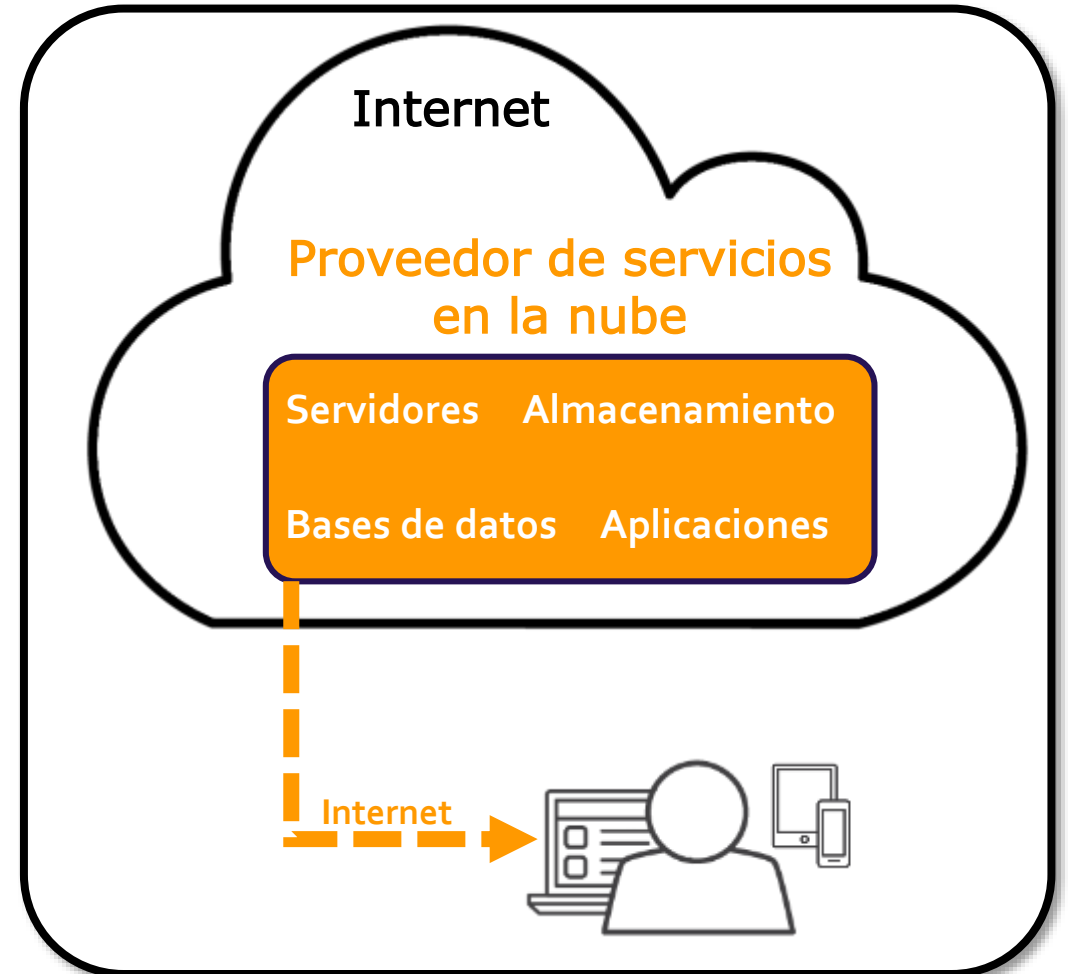 Internet
Proveedor de servicios
en la nube
Servidores Almacenamiento
Bases de datos Aplicaciones
Internet